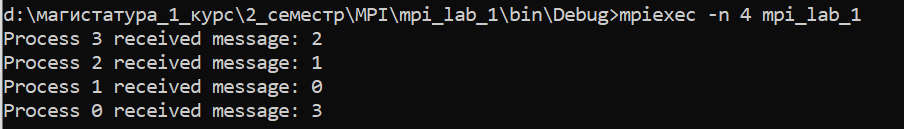 d:\магистатура_1_курс\2_семестр\MPI\mpi_lab_1\bin\Debug>mpiexec -n 4 mpi_lab_1
Process 3 received message: 2
Process 2 received message: 1
Process 1 received message: 0
Process 0 received message: 3